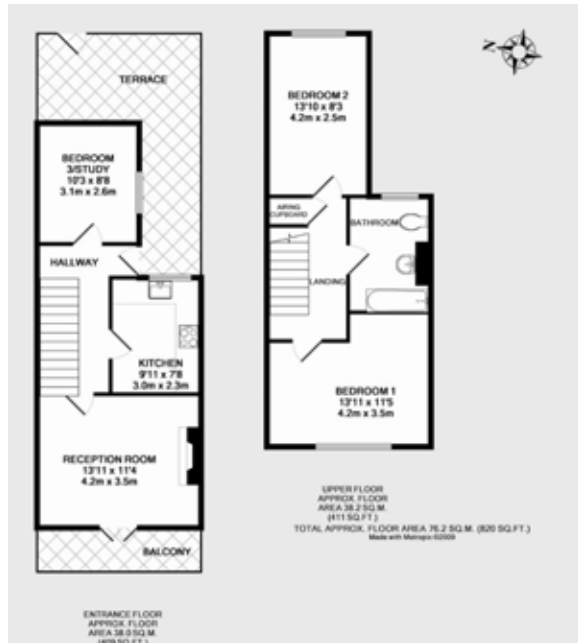 TERRACE
BEDROOM
3/STUDY
10'3 x 8'8
3.1m x 2.6m
HALLWAY
KITCHEN
9'11 x 7'8
3.0m x 2.3m
RECEPTION ROOM
13'11 x 11'4
4.2m x 3.5m
BALCONY
ENTRANCE FLOOR
APPROX. FLOOR
AREA 38.0 SQ.M.
(409 SQ.FT.)
N
BEDROOM 2
13'10 x 8'3
4.2m x 2.5m
AIRING
CUPBOARD
BATHROOM
LANDING
BEDROOM 1
13'11 x 11'5
4.2m x 3.5m
UPPER FLOOR
APPROX. FLOOR
AREA 38.2 SQ.M.
(411 SQ.FT.)
TOTAL APPROX. FLOOR AREA 76.2 SQ.M. (820 SQ.FT.)
Made with Metropix ©2009